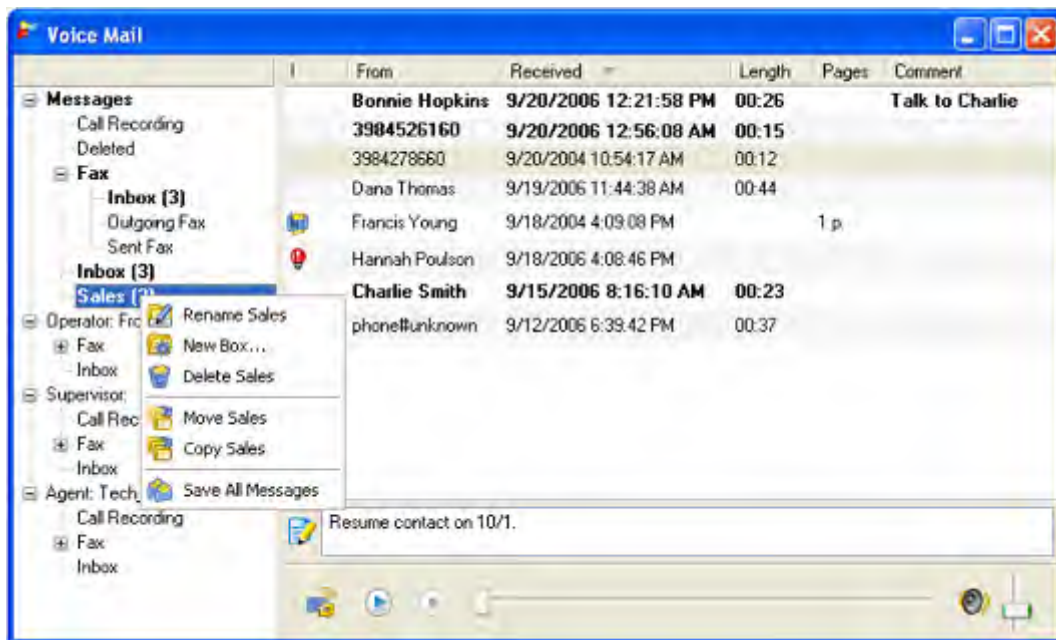 Voice Mail
! From Received Length Pages Comment
Messages
Call Recording
Deleted
Fax
Inbox (3)
Outgoing Fax
Sent Fax
Inbox (3)
Sales
Operator:
Fax
Inbox
Supervisor:
Call
Fax
Inbox
Agent: Tech_
Call Recording
Fax
Inbox
Rename Sales
New Box...
Delete Sales
Move Sales
Copy Sales
Save All Messages
Bonnie Hopkins 9/20/2006 12:21:58 PM 00:26 Talk to Charlie
3984526160 9/20/2006 12:56:08 AM 00:15
3984278660 9/20/2004 10:54:17 AM 00:12
Dana Thomas 9/19/2006 11:44:38 AM 00:44
Francis Young 9/18/2004 4:09:08 PM 1 p.
Hannah Poulson 9/18/2006 4:08:46 PM
Charlie Smith 9/15/2006 8:16:10 AM 00:23
phone#unknown 9/12/2006 6:39:42 PM 00:37
Resume contact on 10/1.